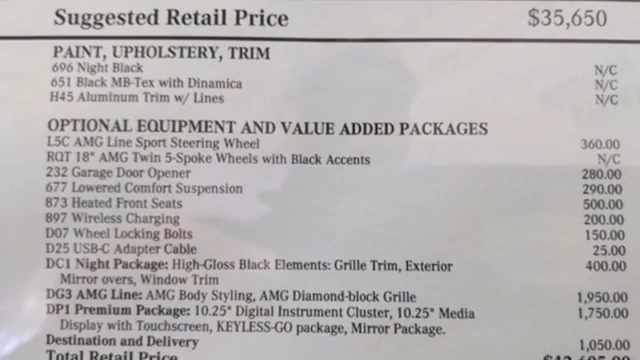 Suggested Retail Price $35,650
PAINT, UPHOLSTERY, TRIM
696 Night Black N/C
651 Black MB-Tex with Dinamica N/C
H45 Aluminum Trim w/ Lines N/C
OPTIONAL EQUIPMENT AND VALUE ADDED PACKAGES
L5C AMG Line Sport Steering Wheel 360.00
RQT 18" AMG Twin 5-Spoke Wheels with Black Accents N/C
232 Garage Door Opener 280.00
677 Lowered Comfort Suspension 290.00
873 Heated Front Seats 500.00
897 Wireless Charging 200.00
D07 Wheel Locking Bolts 150.00
D25 USB-C Adapter Cable 25.00
DC1 Night Package: High-Gloss Black Elements: Grille Trim, Exterior 400.00
Mirror overs, Window Trim
DG3 AMG Line: AMG Body Styling, AMG Diamond-block Grille 1,950.00
DP1 Premium Package: 10.25" Digital Instrument Cluster, 10.25" Media 1,750.00
Display with Touchscreen, KEYLESS-GO package, Mirror Package.
Destination and Delivery 1,050.00
Total Retail Price